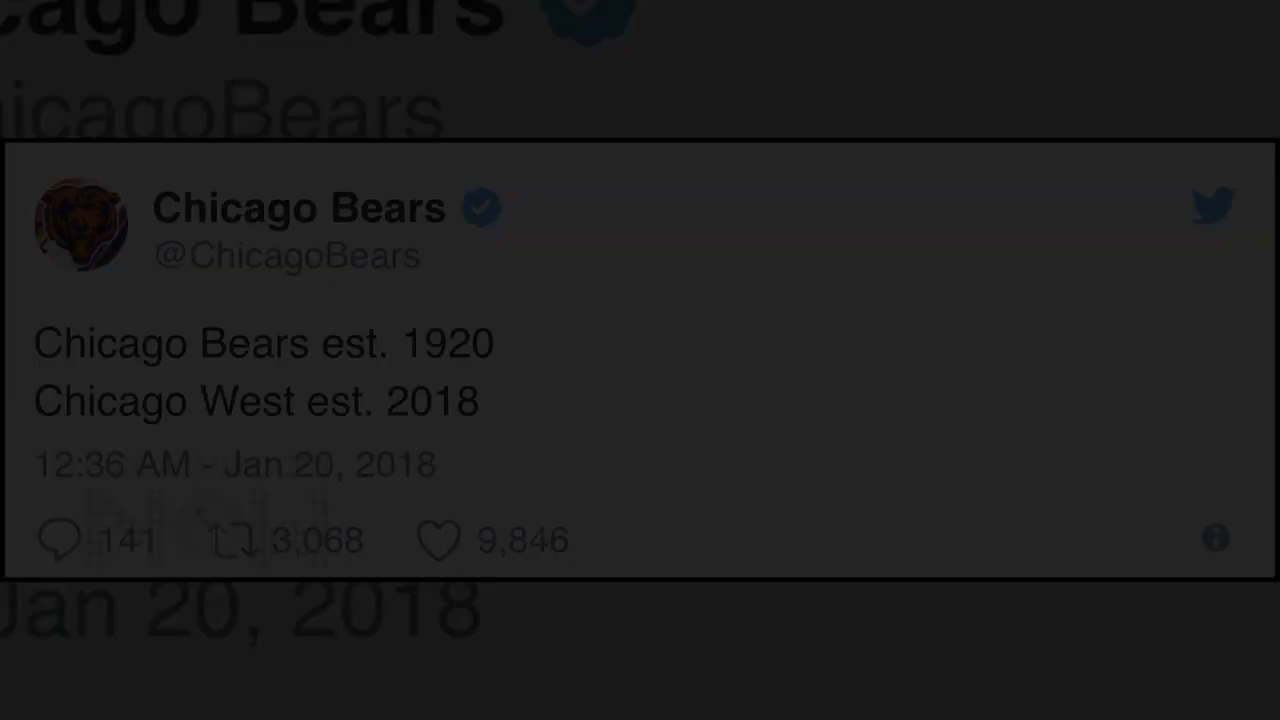 cago Bears
hicagoBears
Chicago Bears
@ChicagoBears
Chicago Bears est. 1920
Chicago West est. 2018
12:36 AM - Jan 20, 2018
141 3,068 9,846
Jan 20, 2018